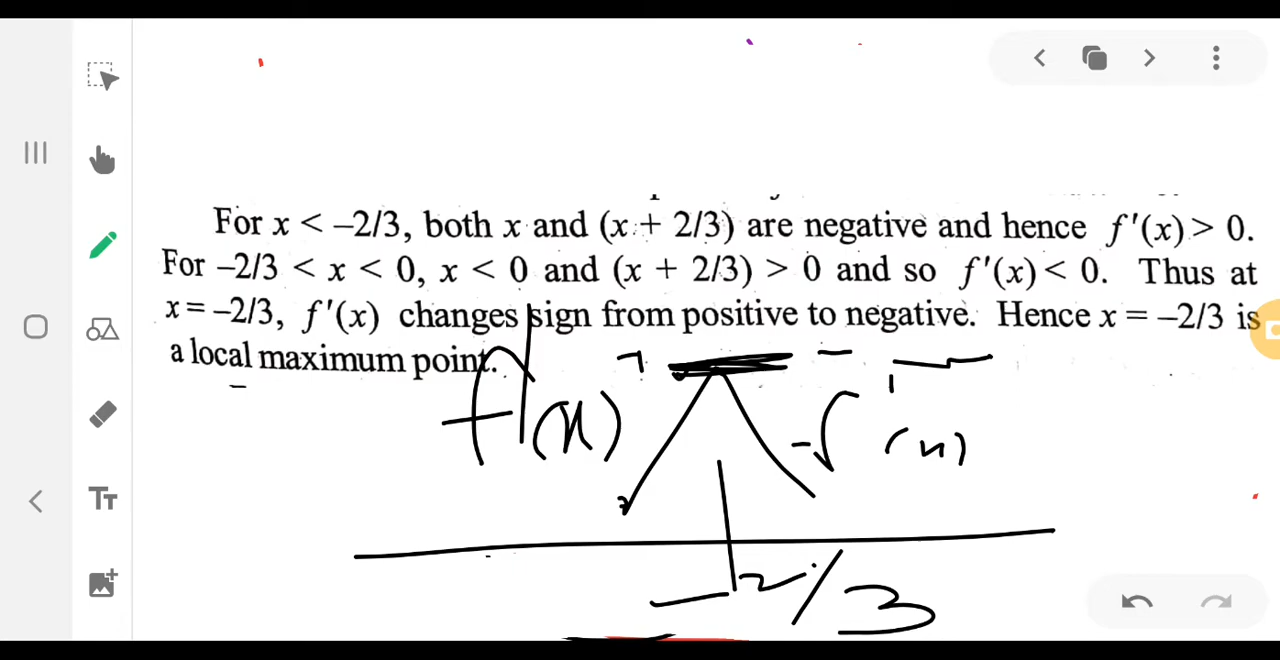 For x < –2/3, both x and (x + 2/3) are negative and hence f'(x) > 0.
For –2/3 < x < 0, x < 0 and (x + 2/3) > 0 and so f'(x) < 0. Thus at
x = –2/3, f'(x) changes sign from positive to negative. Hence x = –2/3 is
a local maximum point.
f'(x)
(x)
–2/3
TT